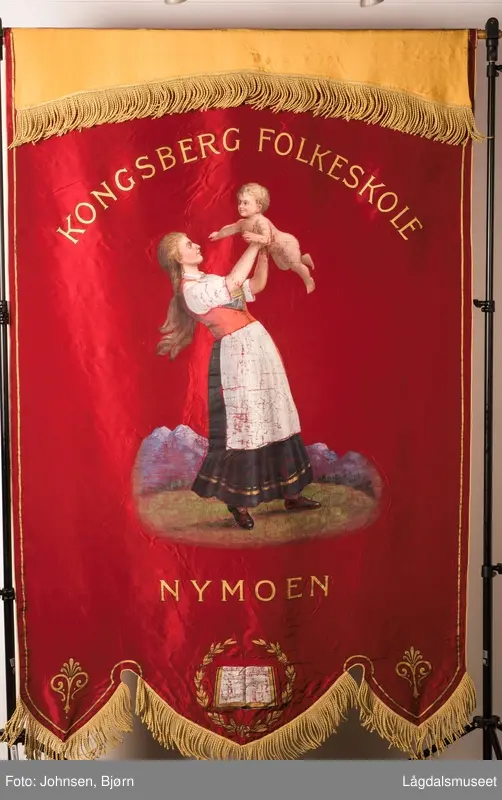 KONGSBERG FOLKESKOLE
NYMOEN
Foto: Johnsen, Bjørn
Lågdalsmuseet